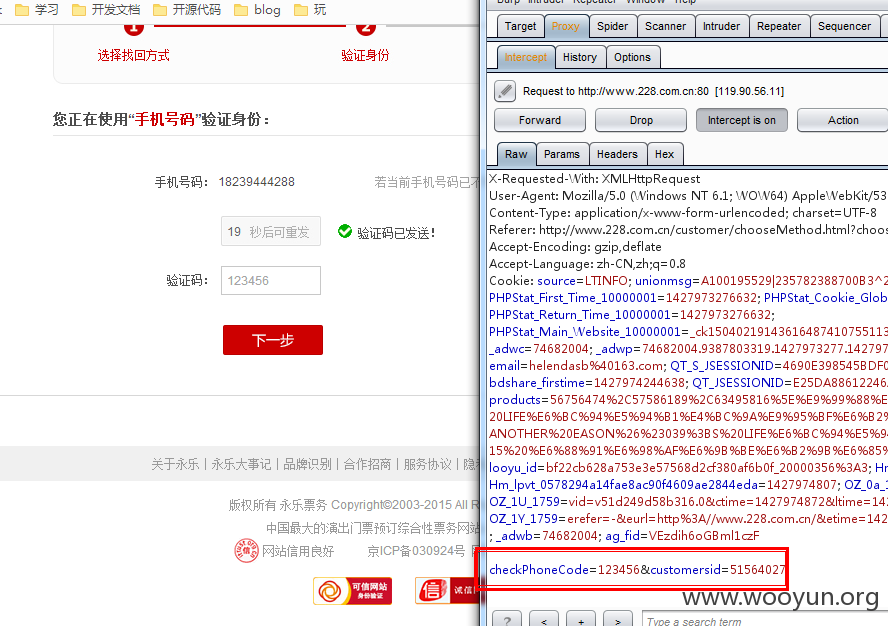 学习 开发文档 开源代码 blog 玩
1 2
选择找回方式 验证身份
您正在使用“手机号码”验证身份：
手机号码： 18239444288 若当前手机号码已不
19 秒后可重发 验证码已发送！
验证码： 123456
下一步
关于永乐 | 永乐大事记 | 品牌识别 | 合作招商 | 服务协议 | 隐
版权所有 永乐票务 Copyright©2003-2015 All R
中国最大的演出门票预订综合性票务网站
网站信用良好 京ICP备030924号
可信网站
身份验证
诚信
Burp Intruder Repeater Window Help
Target Proxy Spider Scanner Intruder Repeater Sequencer
Intercept History Options
Request to http://www.228.com.cn:80 [119.90.56.11]
Forward Drop Intercept is on Action
Raw Params Headers Hex
X-Requested-With: XMLHttpRequest
User-Agent: Mozilla/5.0 (Windows NT 6.1; WOW64) AppleWebKit/53
Content-Type: application/x-www-form-urlencoded; charset=UTF-8
Referer: http://www.228.com.cn/customer/chooseMethod.html?choos
Accept-Encoding: gzip,deflate
Accept-Language: zh-CN,zh;q=0.8
Cookie: source=LTINFO; unionmsg=A100195529|235782388700B3^2
PHPStat_First_Time_10000001=1427973276632; PHPStat_Cookie_Glob
PHPStat_Return_Time_10000001=1427973276632;
PHPStat_Main_Website_10000001=_ck15040219143616487410755113
_adwc=74682004; _adwp=74682004.9387803319.1427973277.142797
email=helendasb%40163.com; QT_S_JSESSIONID=4690E398545BDF0
bdshare_firstime=1427974244638; QT_JSESSIONID=E25DA88612246
products=56756474%2C57586189%2C63495816%5E%E9%99%88%E
20LIFE%E6%BC%94%E5%94%B1%E4%BC%9A%E9%95%BF%E6%B2%
ANOTHER%20EASON%26%23039%3BS%20LIFE%E6%BC%94%E5%94
15%20%E6%88%91%E6%98%AF%E6%9B%BE%E6%B2%9B%E6%85%
looyu_id=bf22cb628a753e3e57568d2cf380af6b0f_20000356%3A3; Hm
Hm_lpvt_0578294a14fae8ac90f4609ae2844eda=1427974807; OZ_0a_1
OZ_1U_1759=vid=v51d249d58b316.0&ctime=1427974872&ltime=142
OZ_1Y_1759=erefer=-&eurl=http%3A//www.228.com.cn/&etime=142
; _adwb=74682004; ag_fid=VEzdih6oGBml1czF
checkPhoneCode=123456&customersid=51564027
www.wooyun.org
? < + > Type a search term